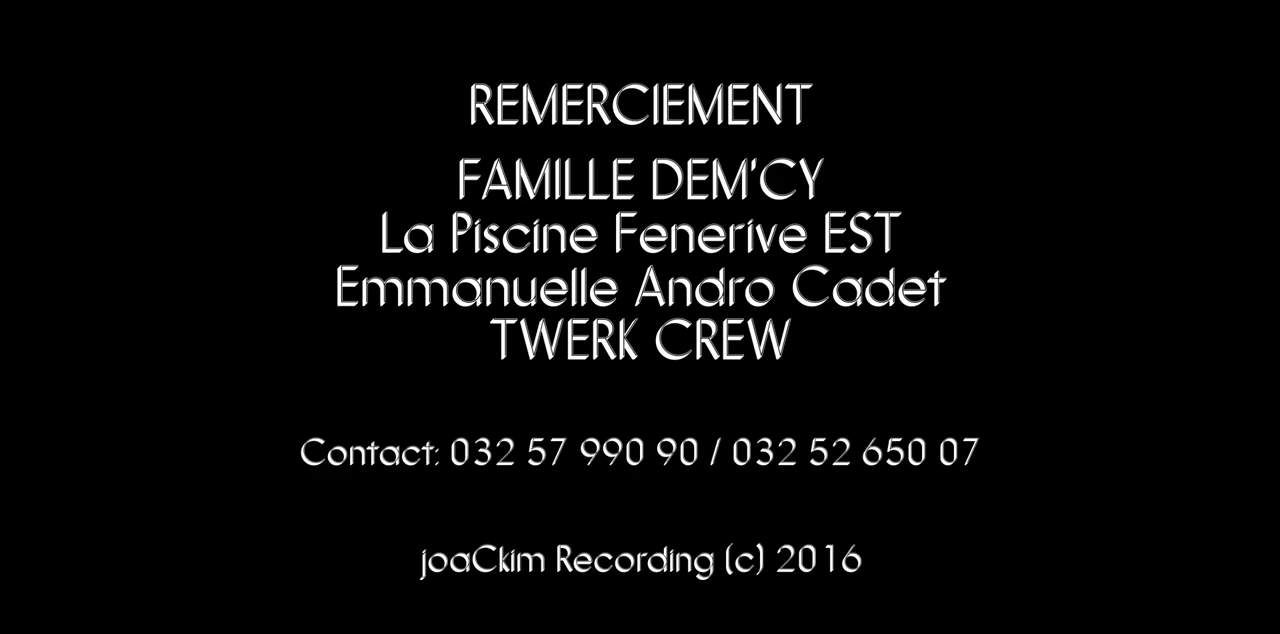 REMERCIEMENT
FAMILLE DEM'CY
La Piscine Fenerive EST
Emmanuelle Andro Cadet
TWERK CREW
Contact: 032 57 990 90 / 032 52 650 07
joaCkim Recording (c) 2016